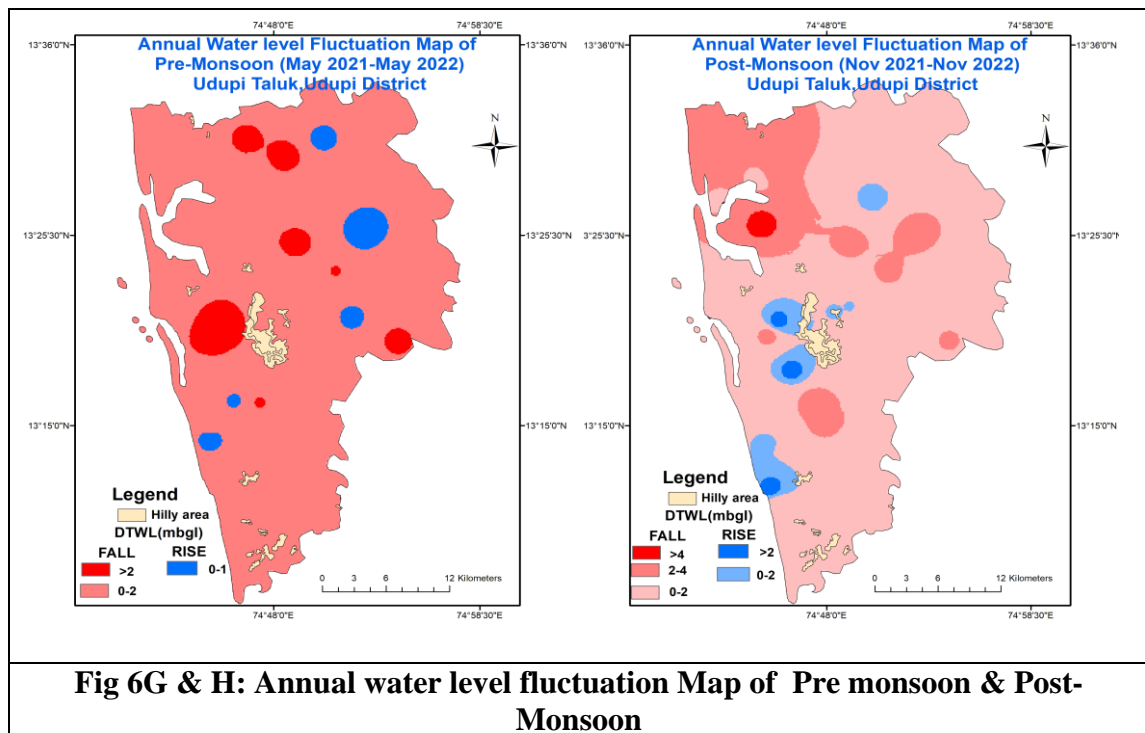 74°48'0"E
74°58'30"E
13°36'0"N
Annual Water level Fluctuation Map of
Pre-Monsoon (May 2021-May 2022)
Udupi Taluk,Udupi District
13°36'0"N
N
13°25'30"N
13°25'30"N
13°15'0"N
13°15'0"N
Legend
Hilly area
DTWL(mbgl)
FALL
RISE
>2
0-1
0-2
0 3 6 12 Kilometers
74°48'0"E
74°58'30"E
74°48'0"E
74°58'30"E
Annual Water level Fluctuation Map of
Post-Monsoon (Nov 2021-Nov 2022)
Udupi Taluk,Udupi District
13°36'0"N
N
3°25'30"N
13°25'30"N
13°15'0"N
Legend
Hilly area
DTWL(mbgl)
FALL
RISE
>4
>2
2-4
0-2
0-2
0 3 6 12 Kilometers
74°48'0"E
74°58'30"E
Fig 6G & H: Annual water level fluctuation Map of Pre monsoon & Post-
Monsoon